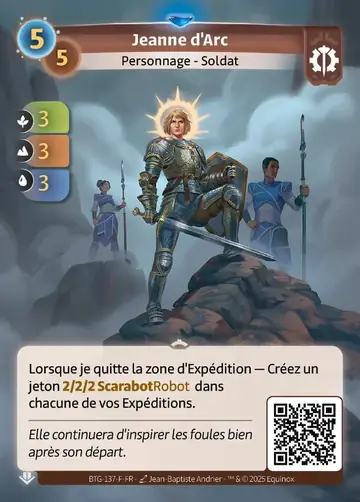 5
5
Jeanne d'Arc
Personnage - Soldat
3
3
3
Lorsque je quitte la zone d'Expédition — Créez un
jeton 2/2/2 ScarabotRobot dans
chacune de vos Expéditions.
Elle continuera d'inspirer les foules bien
après son départ.
BTG-137-F-FR - Jean-Baptiste Andrier - ™ & © 2025 Equinox